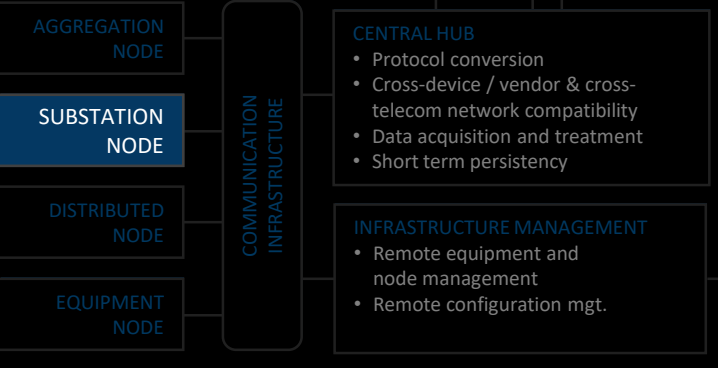 AGGREGATION
NODE
SUBSTATION
NODE
DISTRIBUTED
NODE
EQUIPMENT
NODE
COMMUNICATION
INFRASTRUCTURE
CENTRAL HUB
• Protocol conversion
• Cross-device / vendor & cross-
telecom network compatibility
• Data acquisition and treatment
• Short term persistency
INFRASTRUCTURE MANAGEMENT
• Remote equipment and
node management
• Remote configuration mgt.